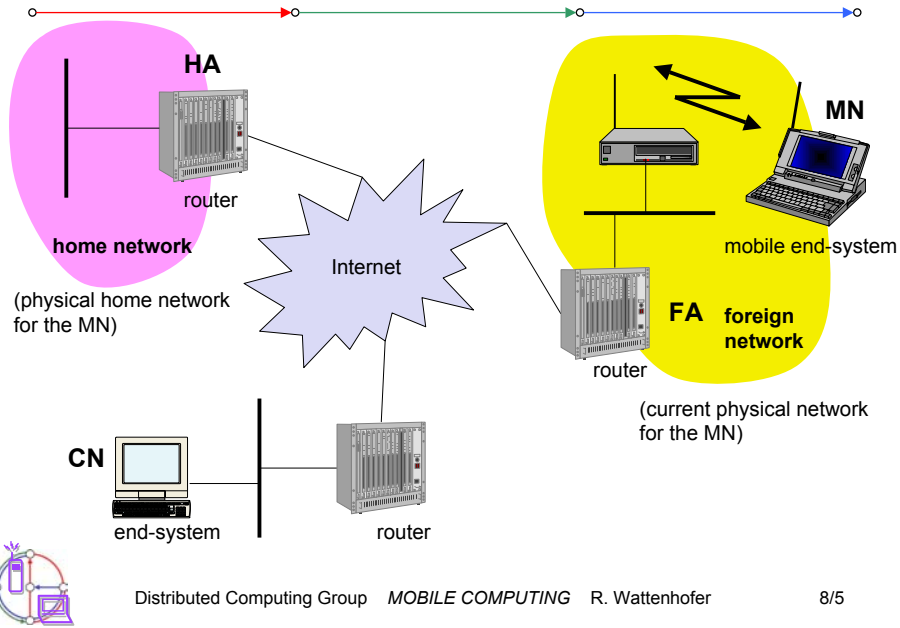 HA
MN
router
home network
mobile end-system
Internet
(physical home network
for the MN)
FA
foreign
network
router
(current physical network
for the MN)
CN
end-system
router
Distributed Computing Group MOBILE COMPUTING R. Wattenhofer 8/5